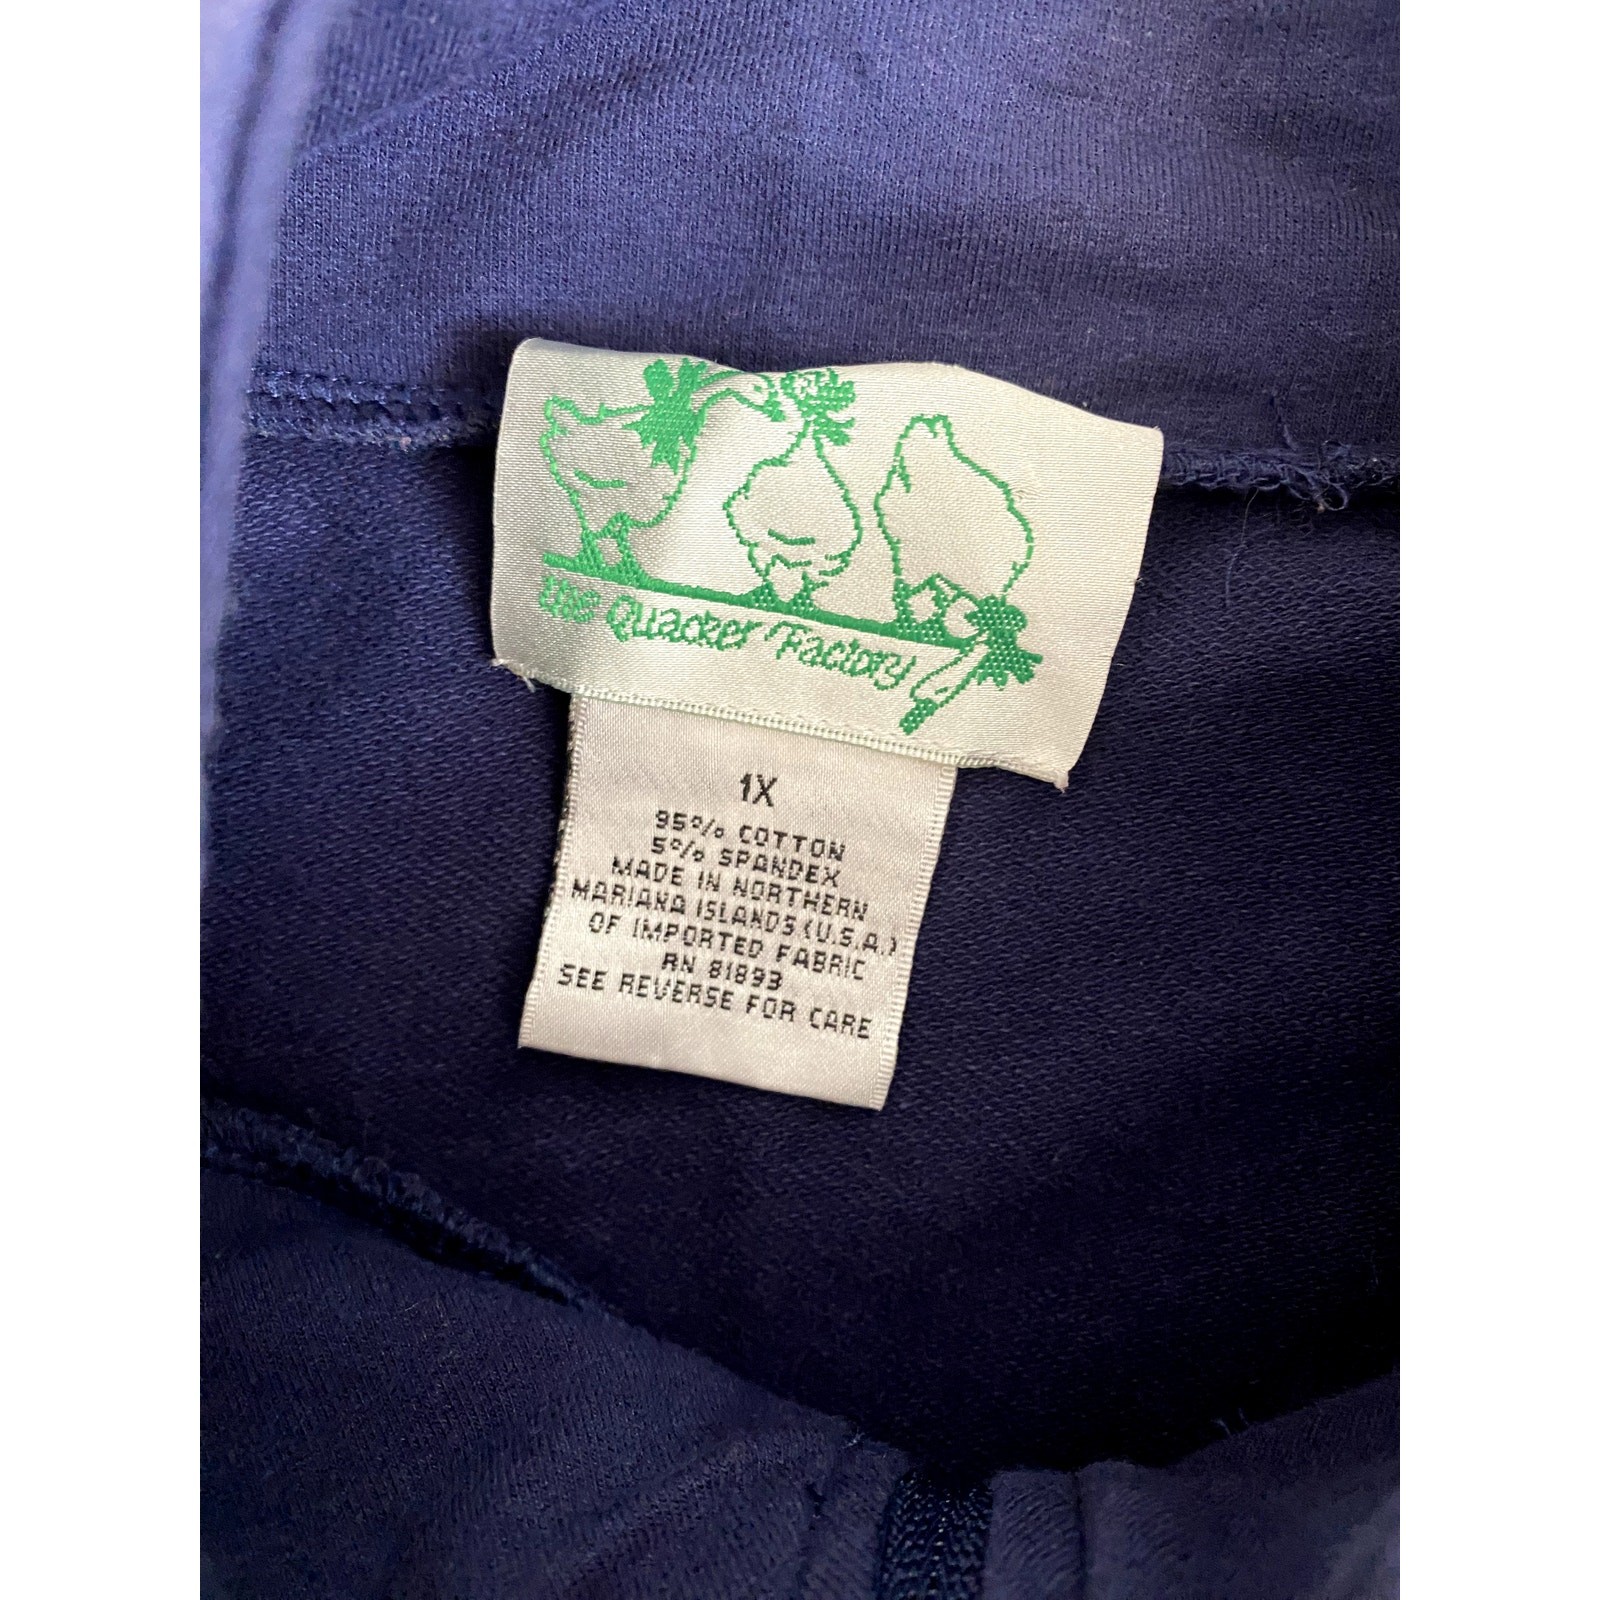 the Quacker Factory
1X
95% COTTON
5% SPANDEX
MADE IN NORTHERN
MARIANA ISLANDS (U.S.A.)
OF IMPORTED FABRIC
RN 81893
SEE REVERSE FOR CARE